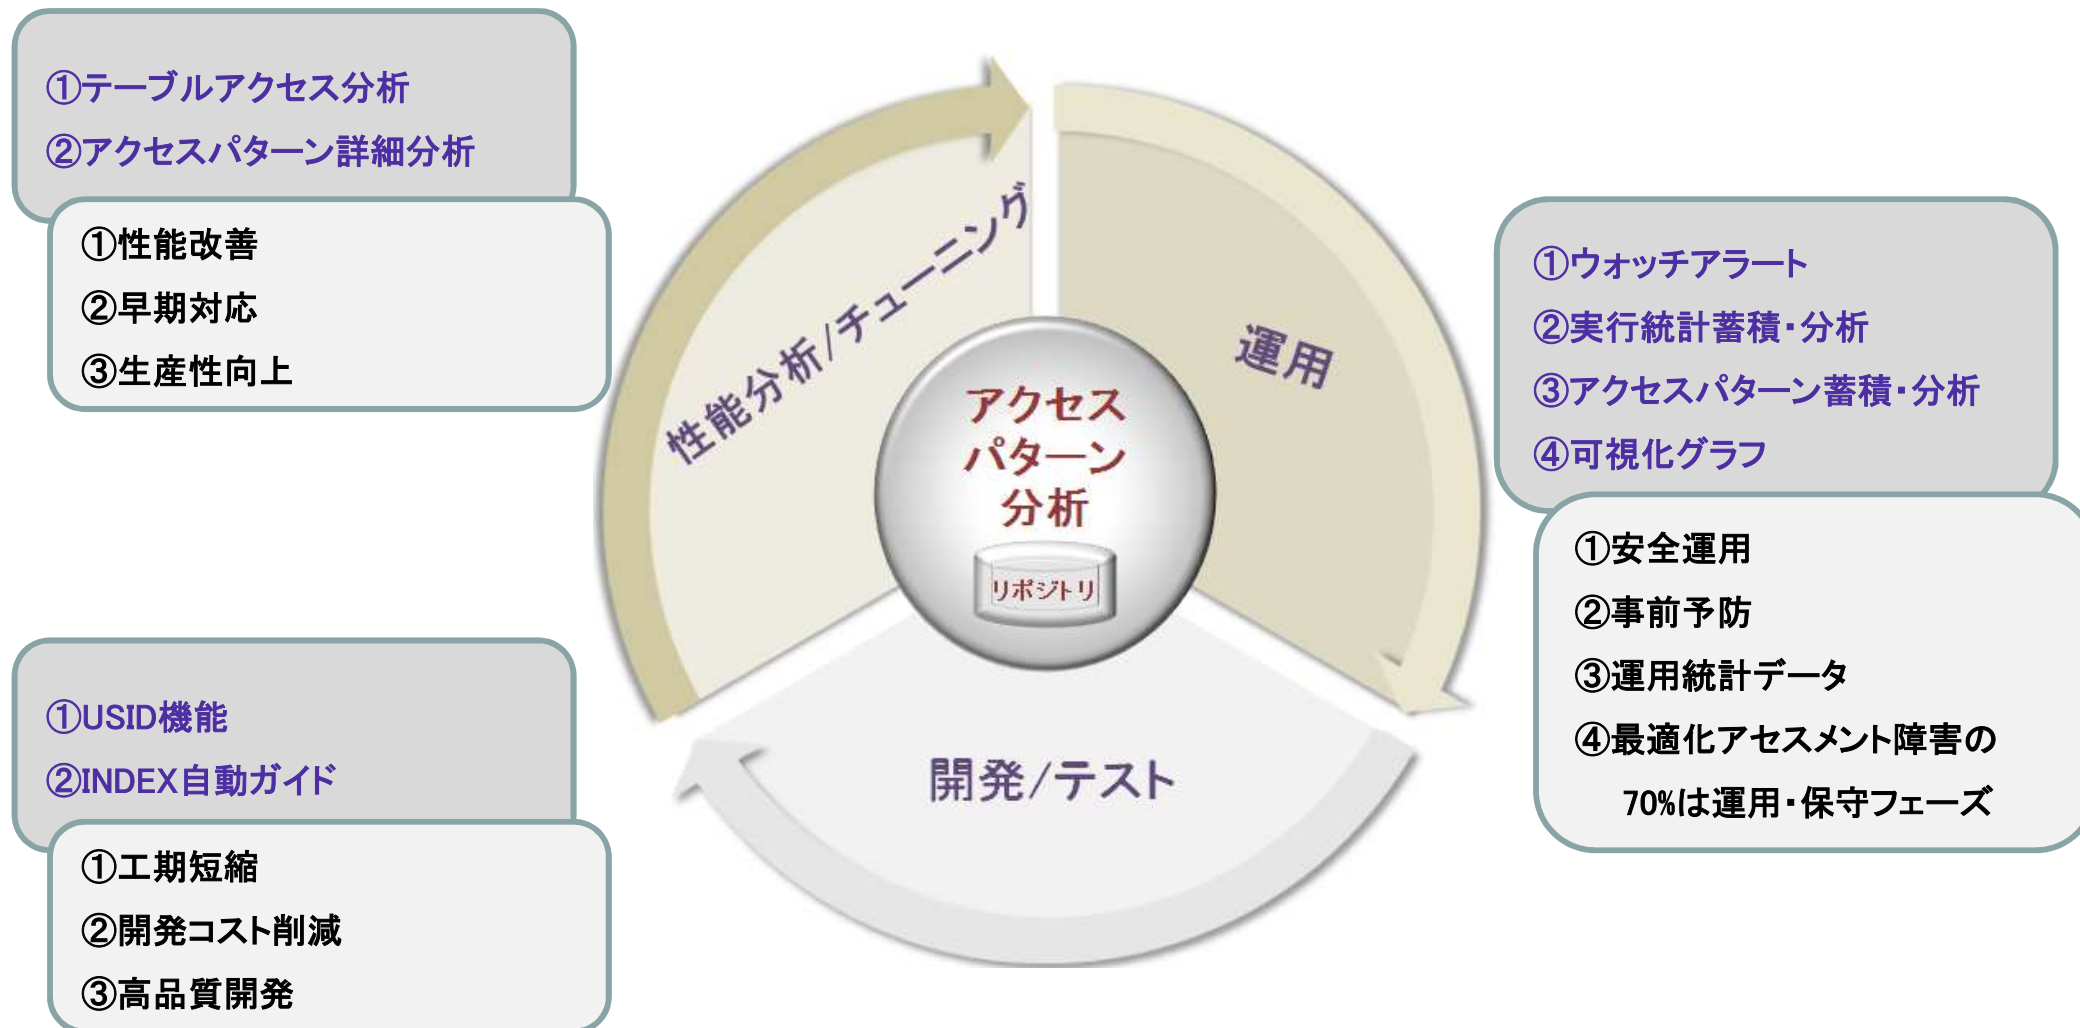 ①テーブルアクセス分析
②アクセスパターン詳細分析
①性能改善
②早期対応
③生産性向上
性能分析/チューニング
運用
アクセス
パターン
分析
リポジトリ
開発/テスト
①ウォッチアラート
②実行統計蓄積・分析
③アクセスパターン蓄積・分析
④可視化グラフ
①安全運用
②事前予防
③運用統計データ
④最適化アセスメント障害の
70%は運用・保守フェーズ
①USID機能
②INDEX自動ガイド
①工期短縮
②開発コスト削減
③高品質開発